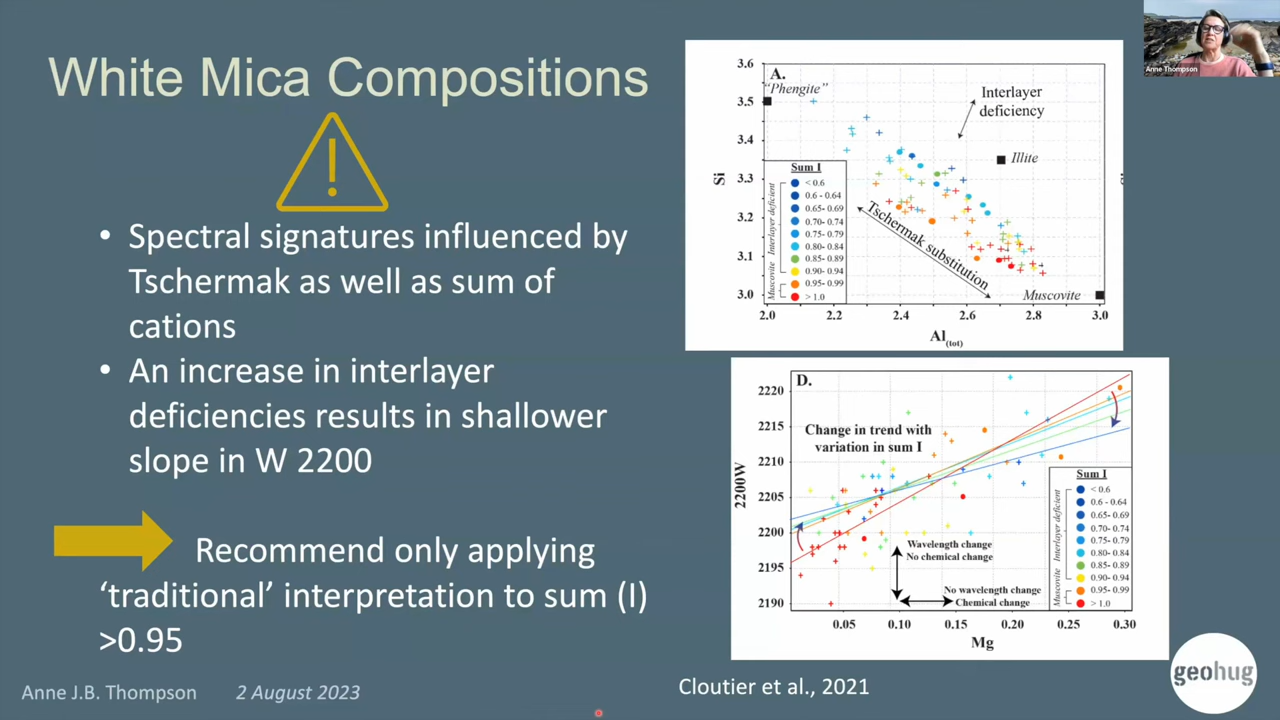 White Mica Compositions
• Spectral signatures influenced by
Tschermak as well as sum of
cations
• An increase in interlayer
deficiencies results in shallower
slope in W 2200
Recommend only applying
‘traditional’ interpretation to sum (I)
>0.95
Anne J.B. Thompson
2 August 2023
A.
"Phengite"
Interlayer
deficiency
Illite
Tschermak substitution
Muscovite
Sum I
Interlayer deficient
Muscovite
< 0.6
0.6 - 0.64
0.65- 0.69
0.70- 0.74
0.75- 0.79
0.80- 0.84
0.85- 0.89
0.90- 0.94
0.95- 0.99
> 1.0
Si
3.6
3.5
3.4
3.3
3.2
3.1
3.0
2.0 2.2 2.4 2.6 2.8 3.0
Al(tot)
D.
Change in trend with
variation in sum I
2200W
2220
2215
2210
2205
2200
2195
2190
Wavelength change
No chemical change
No wavelength change
Chemical change
Sum I
Interlayer deficient
Muscovite
< 0.6
0.6 - 0.64
0.65- 0.69
0.70- 0.74
0.75- 0.79
0.80- 0.84
0.85- 0.89
0.90- 0.94
0.95- 0.99
> 1.0
0.05 0.10 0.15 0.20 0.25 0.30
Mg
Cloutier et al., 2021
geohug
Anne Thompson